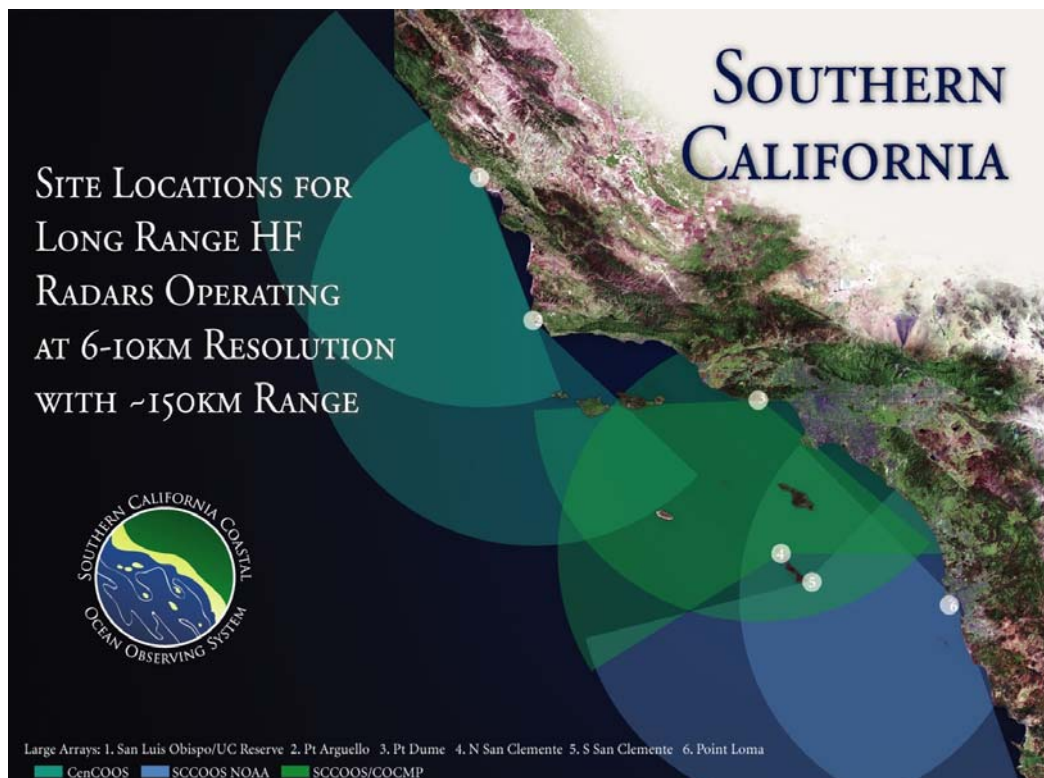 SOUTHERN
CALIFORNIA
SITE LOCATIONS FOR
LONG RANGE HF
RADARS OPERATING
AT 6-10KM RESOLUTION
WITH ~150KM RANGE
1
2
3
4
5
6
SOUTHERN CALIFORNIA COASTAL
OCEAN OBSERVING SYSTEM
Large Arrays: 1. San Luis Obispo/UC Reserve 2. Pt Arguello 3. Pt Dume 4. N San Clemente 5. S San Clemente 6. Point Loma
CenCOOS SCCOOS NOAA SCCOOS/COCMP